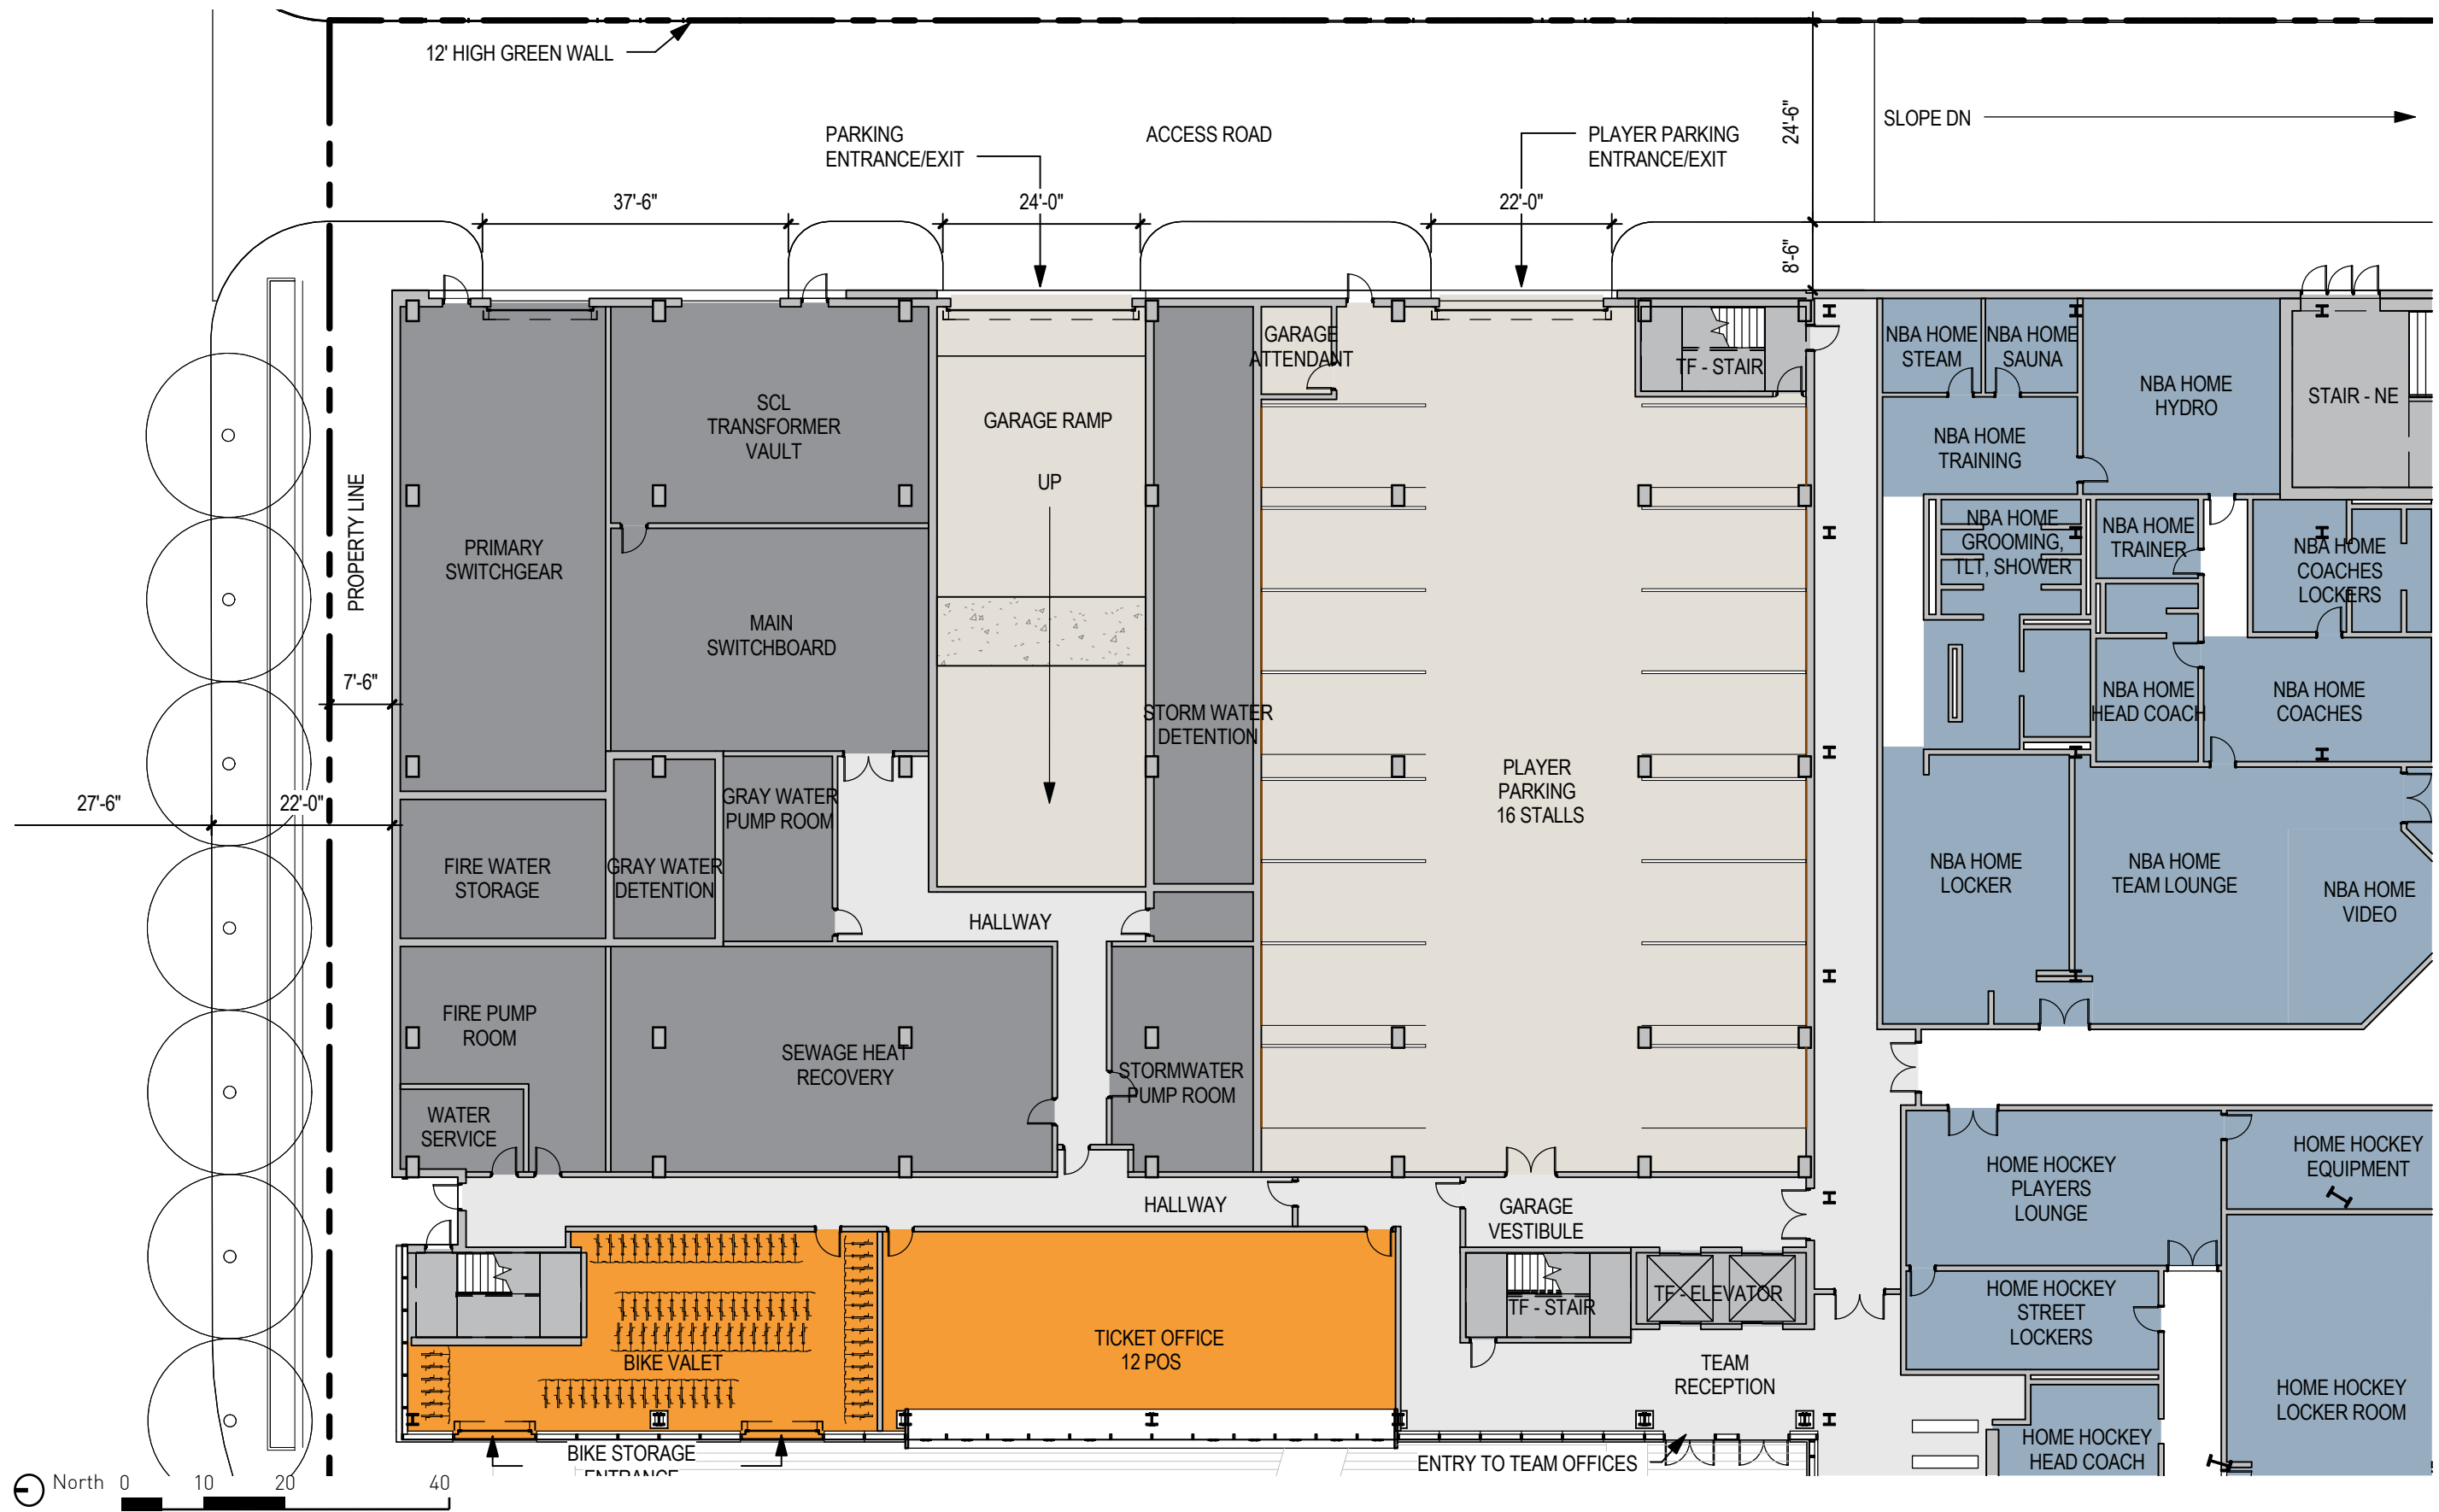 12' HIGH GREEN WALL
PARKING
ENTRANCE/EXIT
ACCESS ROAD
PLAYER PARKING
ENTRANCE/EXIT
24'-6"
SLOPE DN
37'-6"
24'-0"
22'-0"
8'-6"
GARAGE
ATTENDANT
TF - STAIR
NBA HOME
STEAM
NBA HOME
SAUNA
NBA HOME
HYDRO
STAIR - NE
SCL
TRANSFORMER
VAULT
GARAGE RAMP
UP
NBA HOME
TRAINING
PROPERTY LINE
PRIMARY
SWITCHGEAR
NBA HOME
GROOMING,
TLT, SHOWER
NBA HOME
TRAINER
NBA HOME
COACHES
LOCKERS
MAIN
SWITCHBOARD
7'-6"
STORM WATER
DETENTION
NBA HOME
HEAD COACH
NBA HOME
COACHES
27'-6"
22'-0"
GRAY WATER
PUMP ROOM
PLAYER
PARKING
16 STALLS
FIRE WATER
STORAGE
GRAY WATER
DETENTION
HALLWAY
NBA HOME
LOCKER
NBA HOME
TEAM LOUNGE
NBA HOME
VIDEO
FIRE PUMP
ROOM
SEWAGE HEAT
RECOVERY
STORMWATER
PUMP ROOM
WATER
SERVICE
HOME HOCKEY
PLAYERS
LOUNGE
HOME HOCKEY
EQUIPMENT
HALLWAY
GARAGE
VESTIBULE
TF - STAIR
TF - ELEVATOR
HOME HOCKEY
STREET
LOCKERS
BIKE VALET
TICKET OFFICE
12 POS
TEAM
RECEPTION
HOME HOCKEY
LOCKER ROOM
BIKE STORAGE
ENTRANCE
ENTRY TO TEAM OFFICES
HOME HOCKEY
HEAD COACH
North 0 10 20 40